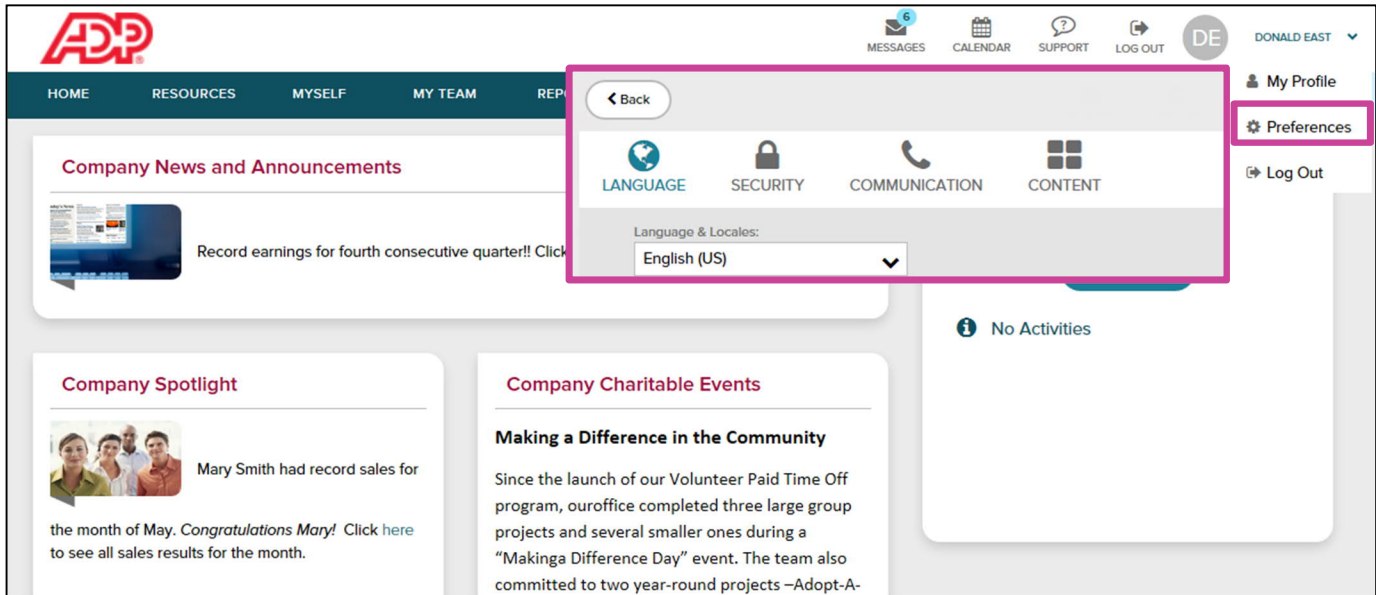 ADP
6
MESSAGES
CALENDAR
SUPPORT
LOG OUT
DE
DONALD EAST
HOME
RESOURCES
MYSELF
MY TEAM
My Profile
Preferences
Log Out
Back
LANGUAGE
SECURITY
COMMUNICATION
CONTENT
Language & Locales:
English (US)
Company News and Announcements
Record earnings for fourth consecutive quarter!! Click
No Activities
Company Spotlight
Mary Smith had record sales for
the month of May. Congratulations Mary! Click here
to see all sales results for the month.
Company Charitable Events
Making a Difference in the Community
Since the launch of our Volunteer Paid Time Off
program, ouroffice completed three large group
projects and several smaller ones during a
“Makinga Difference Day” event. The team also
committed to two year-round projects –Adopt-A-